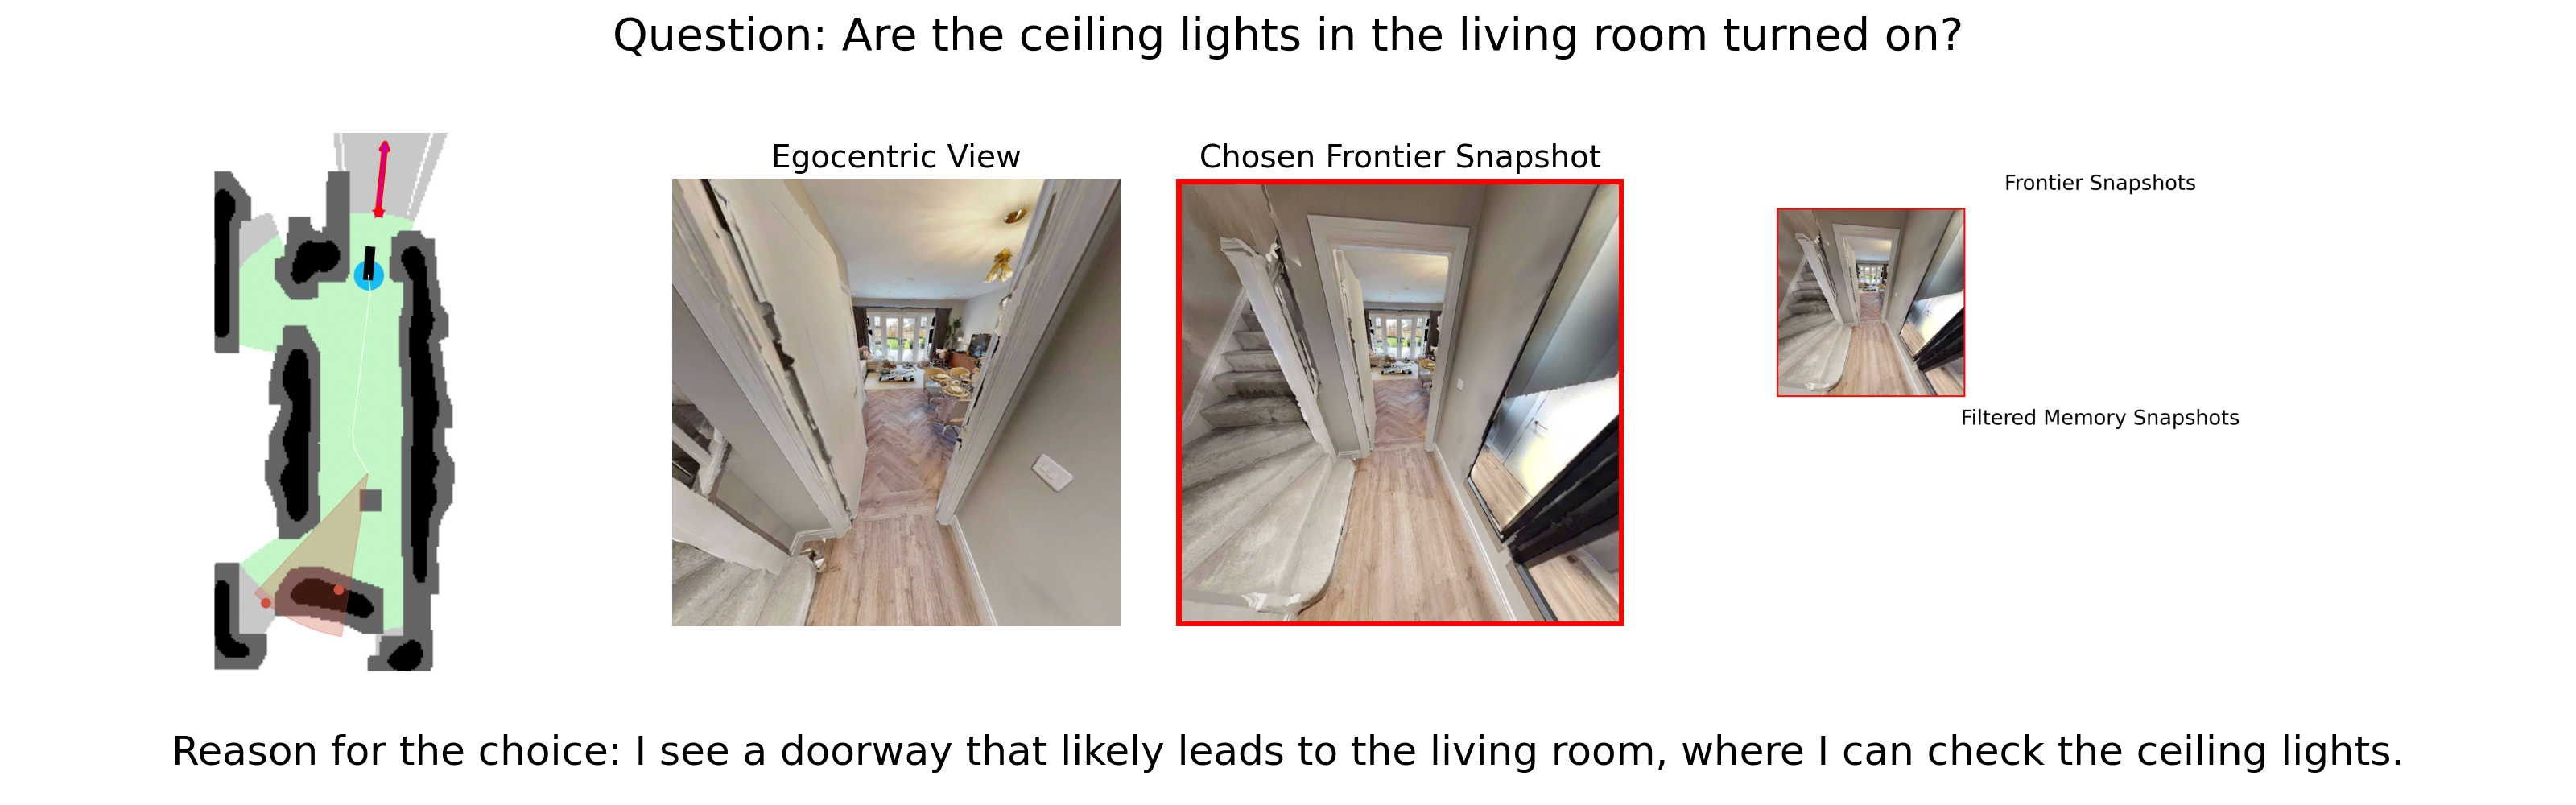 Question: Are the ceiling lights in the living room turned on?
Egocentric View
Chosen Frontier Snapshot
Frontier Snapshots
Filtered Memory Snapshots
Reason for the choice: I see a doorway that likely leads to the living room, where I can check the ceiling lights.